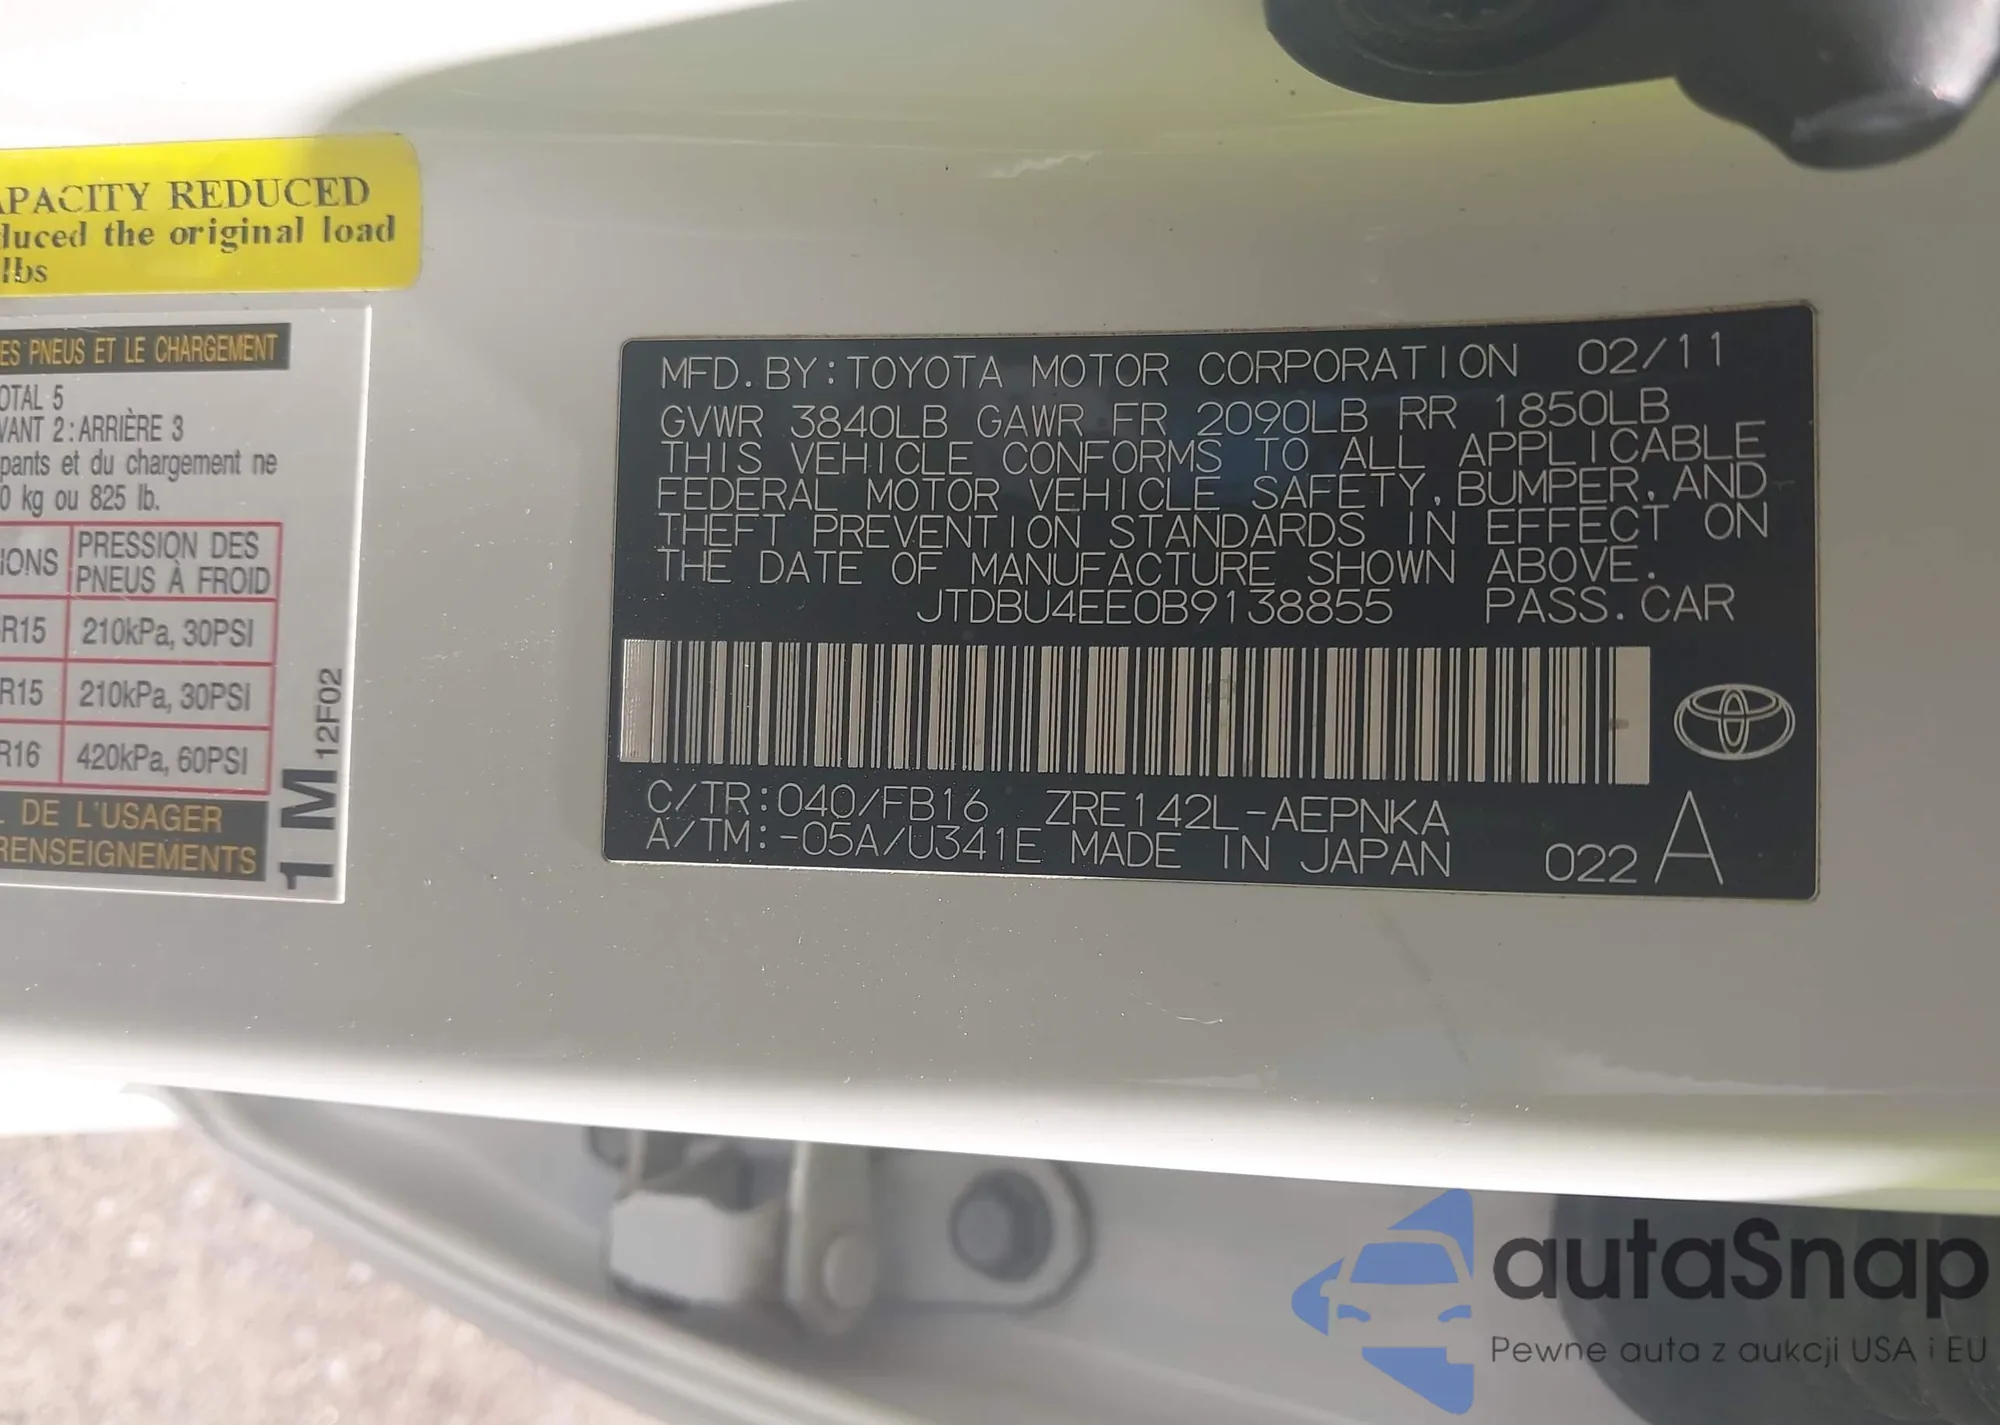 APACITY REDUCED
duced the original load
lbs
ES PNEUS ET LE CHARGEMENT
OTAL 5
VANT 2 : ARRIÈRE 3
pants et du chargement ne
0 kg ou 825 lb.
IONS PRESSION DES
PNEUS À FROID
R15 210kPa, 30PSI
R15 210kPa, 30PSI
R16 420kPa, 60PSI
DE L'USAGER
RENSEIGNEMENTS
1 M 12F02
MFD. BY: TOYOTA MOTOR CORPORATION 02/11
GVWR 3840LB GAWR FR 2090LB RR 1850LB
THIS VEHICLE CONFORMS TO ALL APPLICABLE
FEDERAL MOTOR VEHICLE SAFETY, BUMPER, AND
THEFT PREVENTION STANDARDS IN EFFECT ON
THE DATE OF MANUFACTURE SHOWN ABOVE.
JTDBU4EE0B9138855 PASS. CAR
C/TR: 040/FB16 ZRE142L-AEPNKA
A/TM: -05A/U341E MADE IN JAPAN 022 A
autaSnap
Pewne auta z aukcji USA i EU